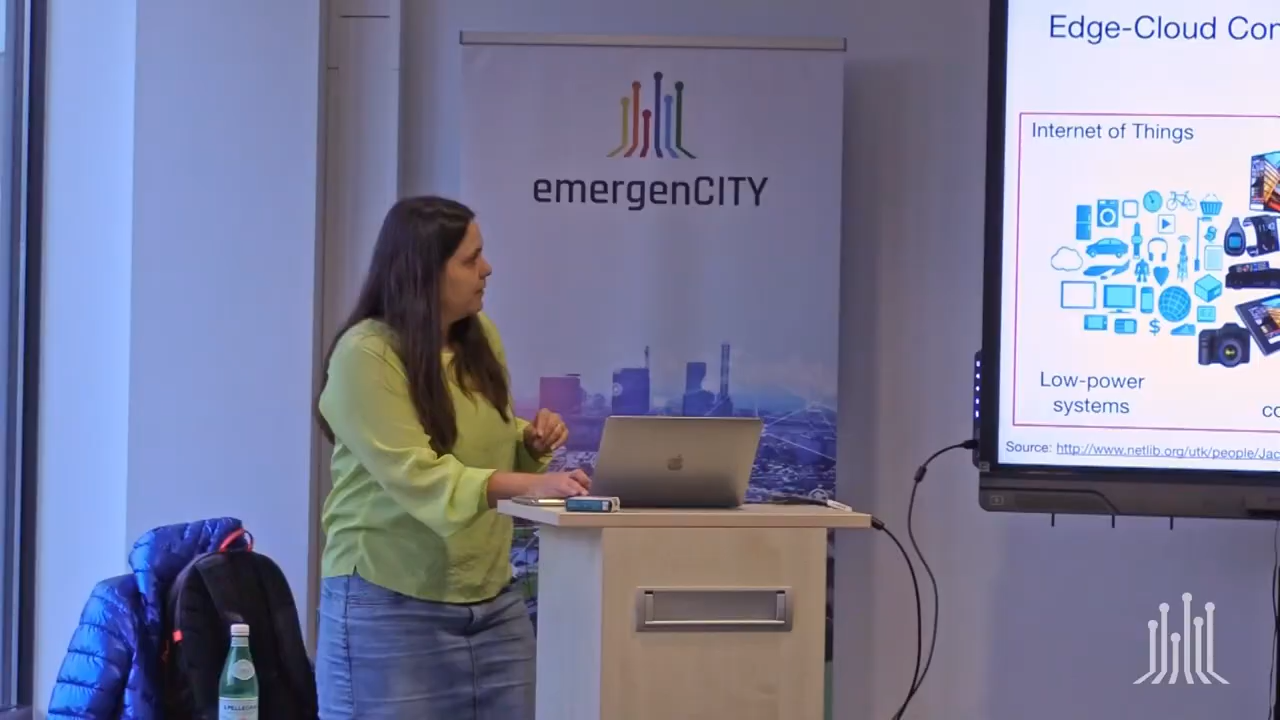 emergenCITY
Edge-Cloud Con
Internet of Things
Low-power
systems
co
Source: http://www.netlib.org/utk/people/Jac
S.PELLEGRINO